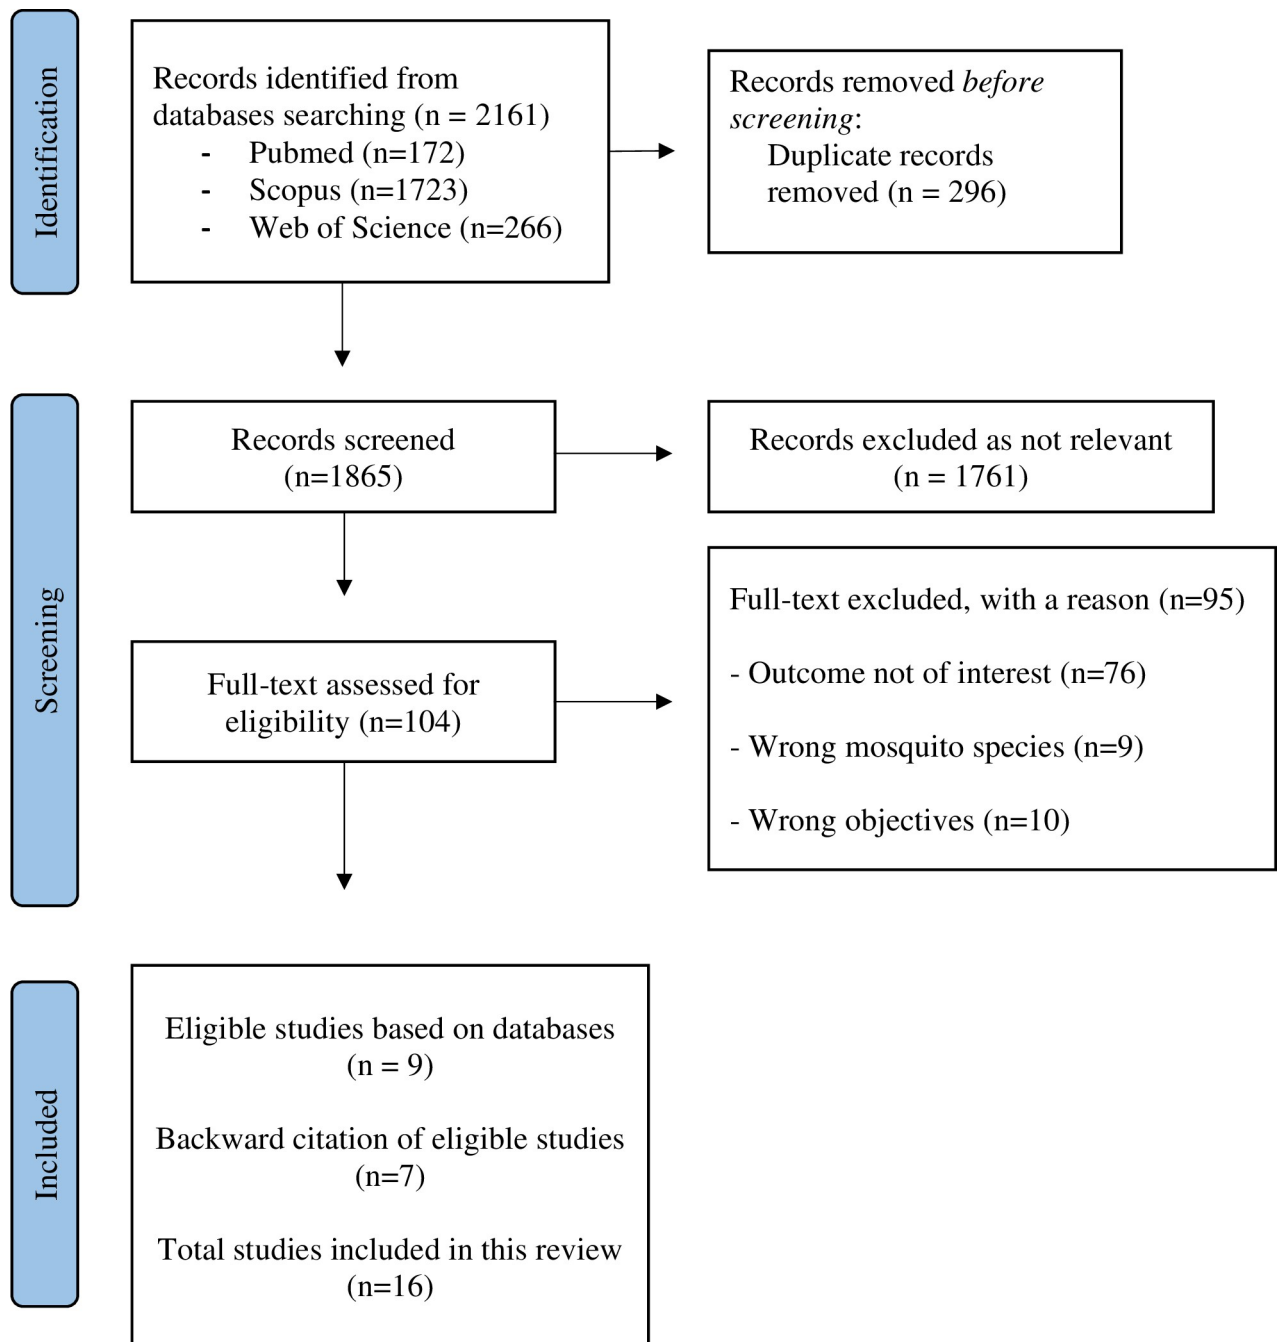 Identification
Records identified from
databases searching (n = 2161)
- Pubmed (n=172)
- Scopus (n=1723)
- Web of Science (n=266)
Records removed before
screening:
Duplicate records
removed (n = 296)
Screening
Records screened
(n=1865)
Records excluded as not relevant
(n = 1761)
Full-text assessed for
eligibility (n=104)
Full-text excluded, with a reason (n=95)
- Outcome not of interest (n=76)
- Wrong mosquito species (n=9)
- Wrong objectives (n=10)
Included
Eligible studies based on databases
(n = 9)
Backward citation of eligible studies
(n=7)
Total studies included in this review
(n=16)